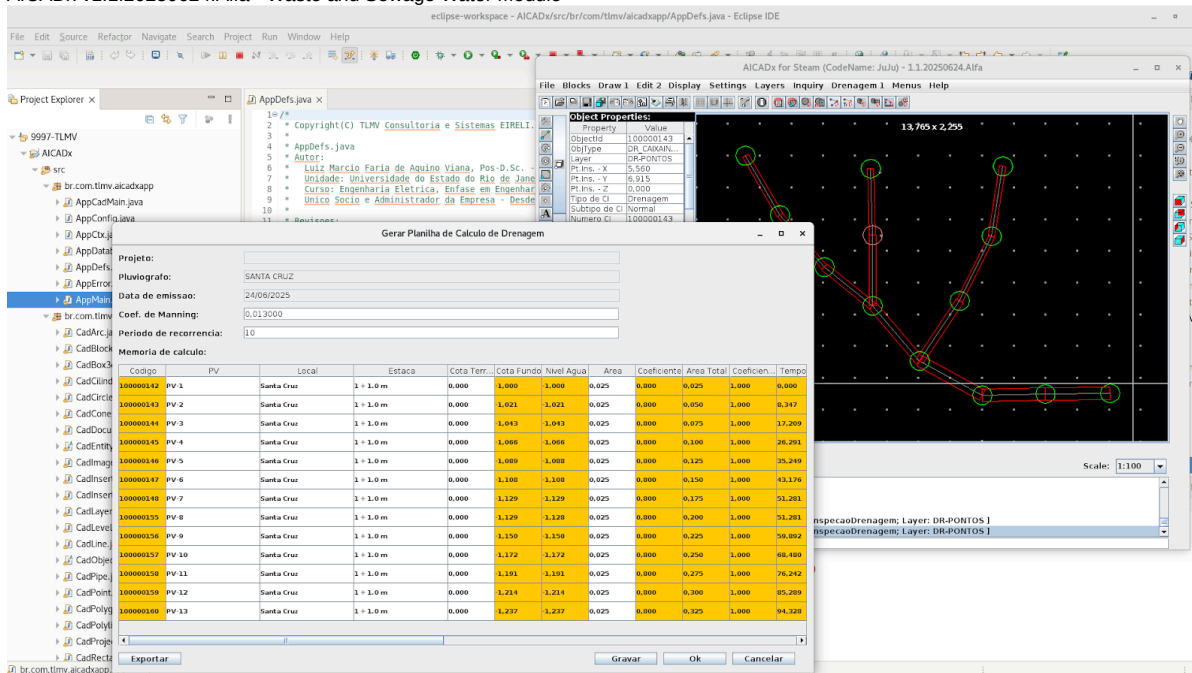 eclipse-workspace - AICADx/src/br/com/tlmv/aicadxapp/AppDefs.java - Eclipse IDE
File Edit Source Refactor Navigate Search Project Run Window Help
Project Explorer
9997-TLMV
AICADx
src
br.com.tlmv.aicadxapp
AppCadMain.java
AppConfig.java
AppCtx.ja
AppDatal
AppDefs.
AppError.
AppMain.
br.com.tlmv
CadArc.ja
CadBlock
CadBox3
CadCilind
CadCircle
CadCone
CadDocu
CadEntity
CadImage
CadInser
CadInser
CadLayer
CadLevel
CadLine.j
CadObjec
CadPipe.j
CadPoint.
CadPolyg
CadPolyli
CadProje
CadRecta
br.com.tlmv.aicadxapp.
AppDefs.java
1 /*
2 * Copyright(C) TLMV Consultoria e Sistemas EIRELI.
3 *
4 * AppDefs.java
5 * Autor:
6 * Luiz Marcio Faria de Aquino Viana, Pos-D.Sc. -
7 * Unidade: Universidade do Estado do Rio de Jane
8 * Curso: Engenharia Eletrica, Enfase em Engenhar
9 * Unico Socio e Administrador da Empresa - Desde
10 *
11 * Revisoes:
AICADx for Steam (CodeName: JuJu) - 1.1.20250624.Alfa
File Blocks Draw 1 Edit 2 Display Settings Layers Inquiry Drenagem 1 Menus Help
Object Properties:
Property Value
ObjectId 100000143
ObjType DR_CAIXAIN...
Layer DR-PONTOS
Pt.Ins. - X 5,560
Pt.Ins. - Y 6,915
Pt.Ins. - Z 0,000
Tipo de CI Drenagem
Subtipo de CI Normal
Numero CI 100000143
13,765 x 2,255
Scale: 1:100
nspecaoDrenagem; Layer: DR-PONTOS ]
nspecaoDrenagem; Layer: DR-PONTOS ]
Gerar Planilha de Calculo de Drenagem
Projeto:
Pluviografo: SANTA CRUZ
Data de emissao: 24/06/2025
Coef. de Manning: 0,013000
Periodo de recorrencia: 10
Memoria de calculo:
Codigo PV Local Estaca Cota Terr... Cota Fundo Nivel Agua Area Coeficiente Area Total Coeficien... Tempo
100000142 PV-1 Santa Cruz 1 + 1.0 m 0,000 -1,000 -1,000 0,025 0,800 0,025 1,000 0,000
100000143 PV-2 Santa Cruz 1 + 1.0 m 0,000 -1,021 -1,021 0,025 0,800 0,050 1,000 8,347
100000144 PV-3 Santa Cruz 1 + 1.0 m 0,000 -1,043 -1,043 0,025 0,800 0,075 1,000 17,209
100000145 PV-4 Santa Cruz 1 + 1.0 m 0,000 -1,066 -1,066 0,025 0,800 0,100 1,000 26,291
100000146 PV-5 Santa Cruz 1 + 1.0 m 0,000 -1,089 -1,088 0,025 0,800 0,125 1,000 35,249
100000147 PV-6 Santa Cruz 1 + 1.0 m 0,000 -1,108 -1,108 0,025 0,800 0,150 1,000 43,176
100000148 PV-7 Santa Cruz 1 + 1.0 m 0,000 -1,129 -1,129 0,025 0,800 0,175 1,000 51,281
100000155 PV-8 Santa Cruz 1 + 1.0 m 0,000 -1,129 -1,128 0,025 0,800 0,200 1,000 51,281
100000156 PV-9 Santa Cruz 1 + 1.0 m 0,000 -1,150 -1,150 0,025 0,800 0,225 1,000 59,892
100000157 PV-10 Santa Cruz 1 + 1.0 m 0,000 -1,172 -1,172 0,025 0,800 0,250 1,000 68,480
100000158 PV-11 Santa Cruz 1 + 1.0 m 0,000 -1,191 -1,191 0,025 0,800 0,275 1,000 76,242
100000159 PV-12 Santa Cruz 1 + 1.0 m 0,000 -1,214 -1,214 0,025 0,800 0,300 1,000 85,289
100000160 PV-13 Santa Cruz 1 + 1.0 m 0,000 -1,237 -1,237 0,025 0,800 0,325 1,000 94,328
Exportar Gravar Ok Cancelar